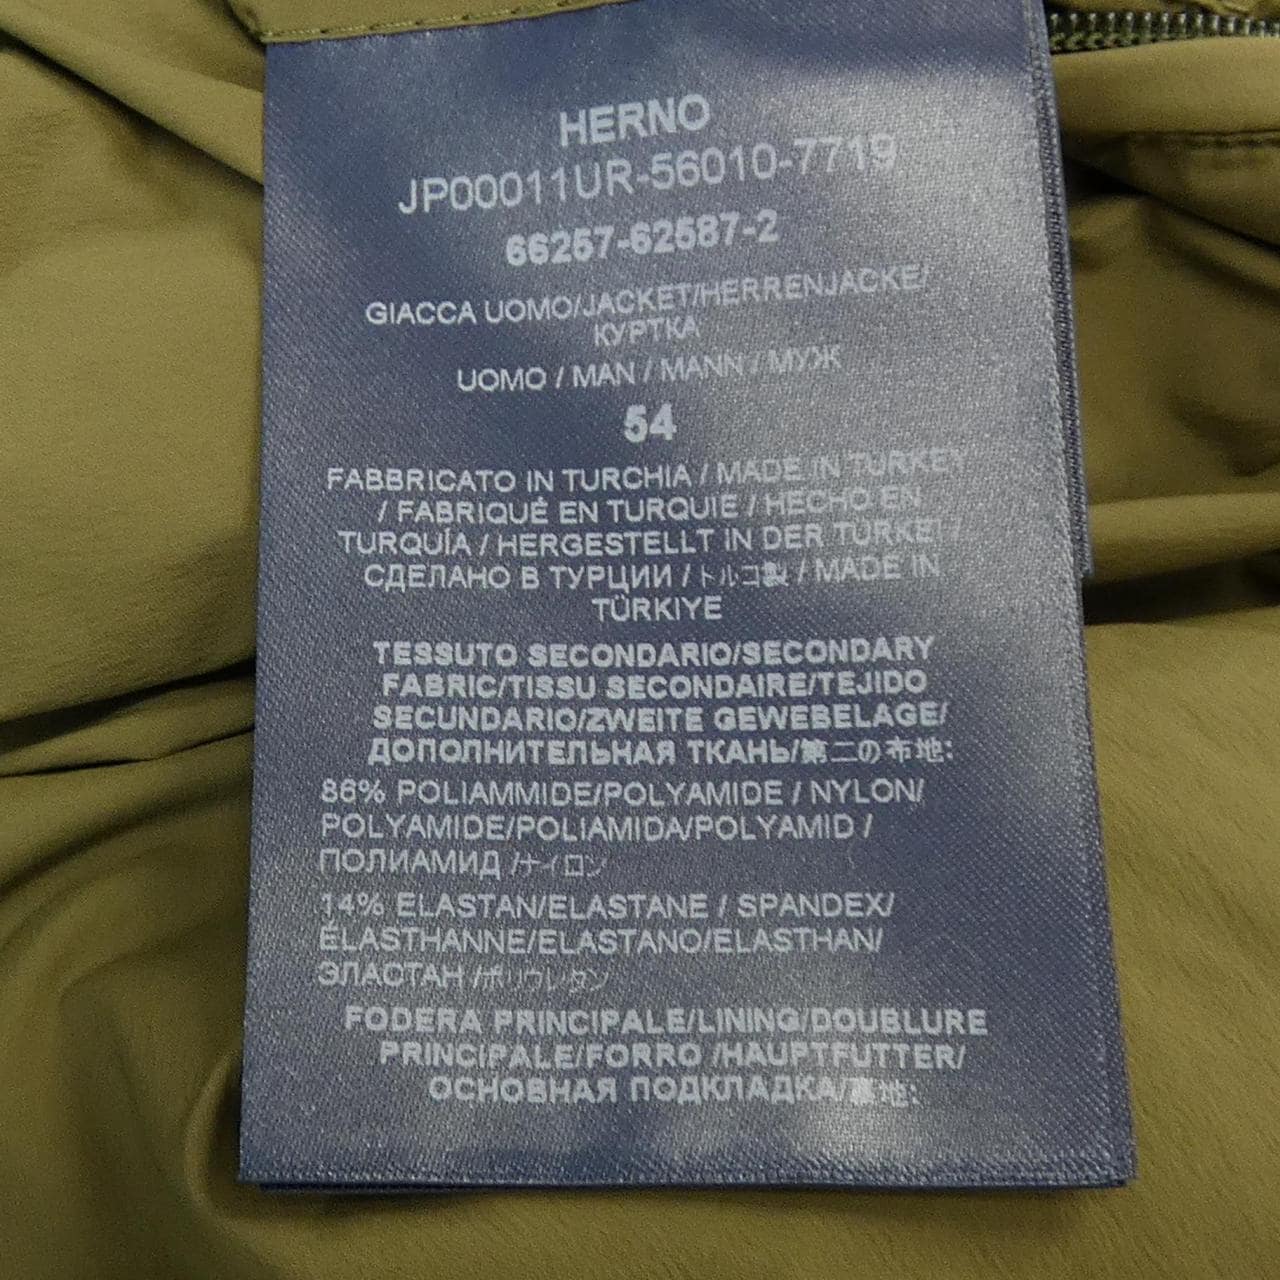 HERNO
JP00011UR-56010-7719
66257-62587-2
GIACCA UOMO/JACKET/HERRENJACKE/
КУРТКА
UOMO / MAN / MANN / МУЖ
54
FABBRICATO IN TURCHIA / MADE IN TURKEY
/ FABRIQUÉ EN TURQUIE / HECHO EN
TURQUÍA / HERGESTELLT IN DER TÜRKEI /
СДЕЛАНО В ТУРЦИИ / トルコ製 / MADE IN
TÜRKIYE
TESSUTO SECONDARIO/SECONDARY
FABRIC/TISSU SECONDAIRE/TEJIDO
SECUNDARIO/ZWEITE GEWEBELAGE/
ДОПОЛНИТЕЛЬНАЯ ТКАНЬ/第二の布地:
86% POLIAMMIDE/POLYAMIDE / NYLON/
POLYAMIDE/POLIAMIDA/POLYAMID /
ПОЛИАМИД /ナイロン
14% ELASTAN/ELASTANE / SPANDEX/
ÉLASTHANNE/ELASTANO/ELASTHAN/
ЭЛАСТАН /ポリウレタン
FODERA PRINCIPALE/LINING/DOUBLURE
PRINCIPALE/FORRO /HAUPTFUTTER/
ОСНОВНАЯ ПОДКЛАДКА/裏地: